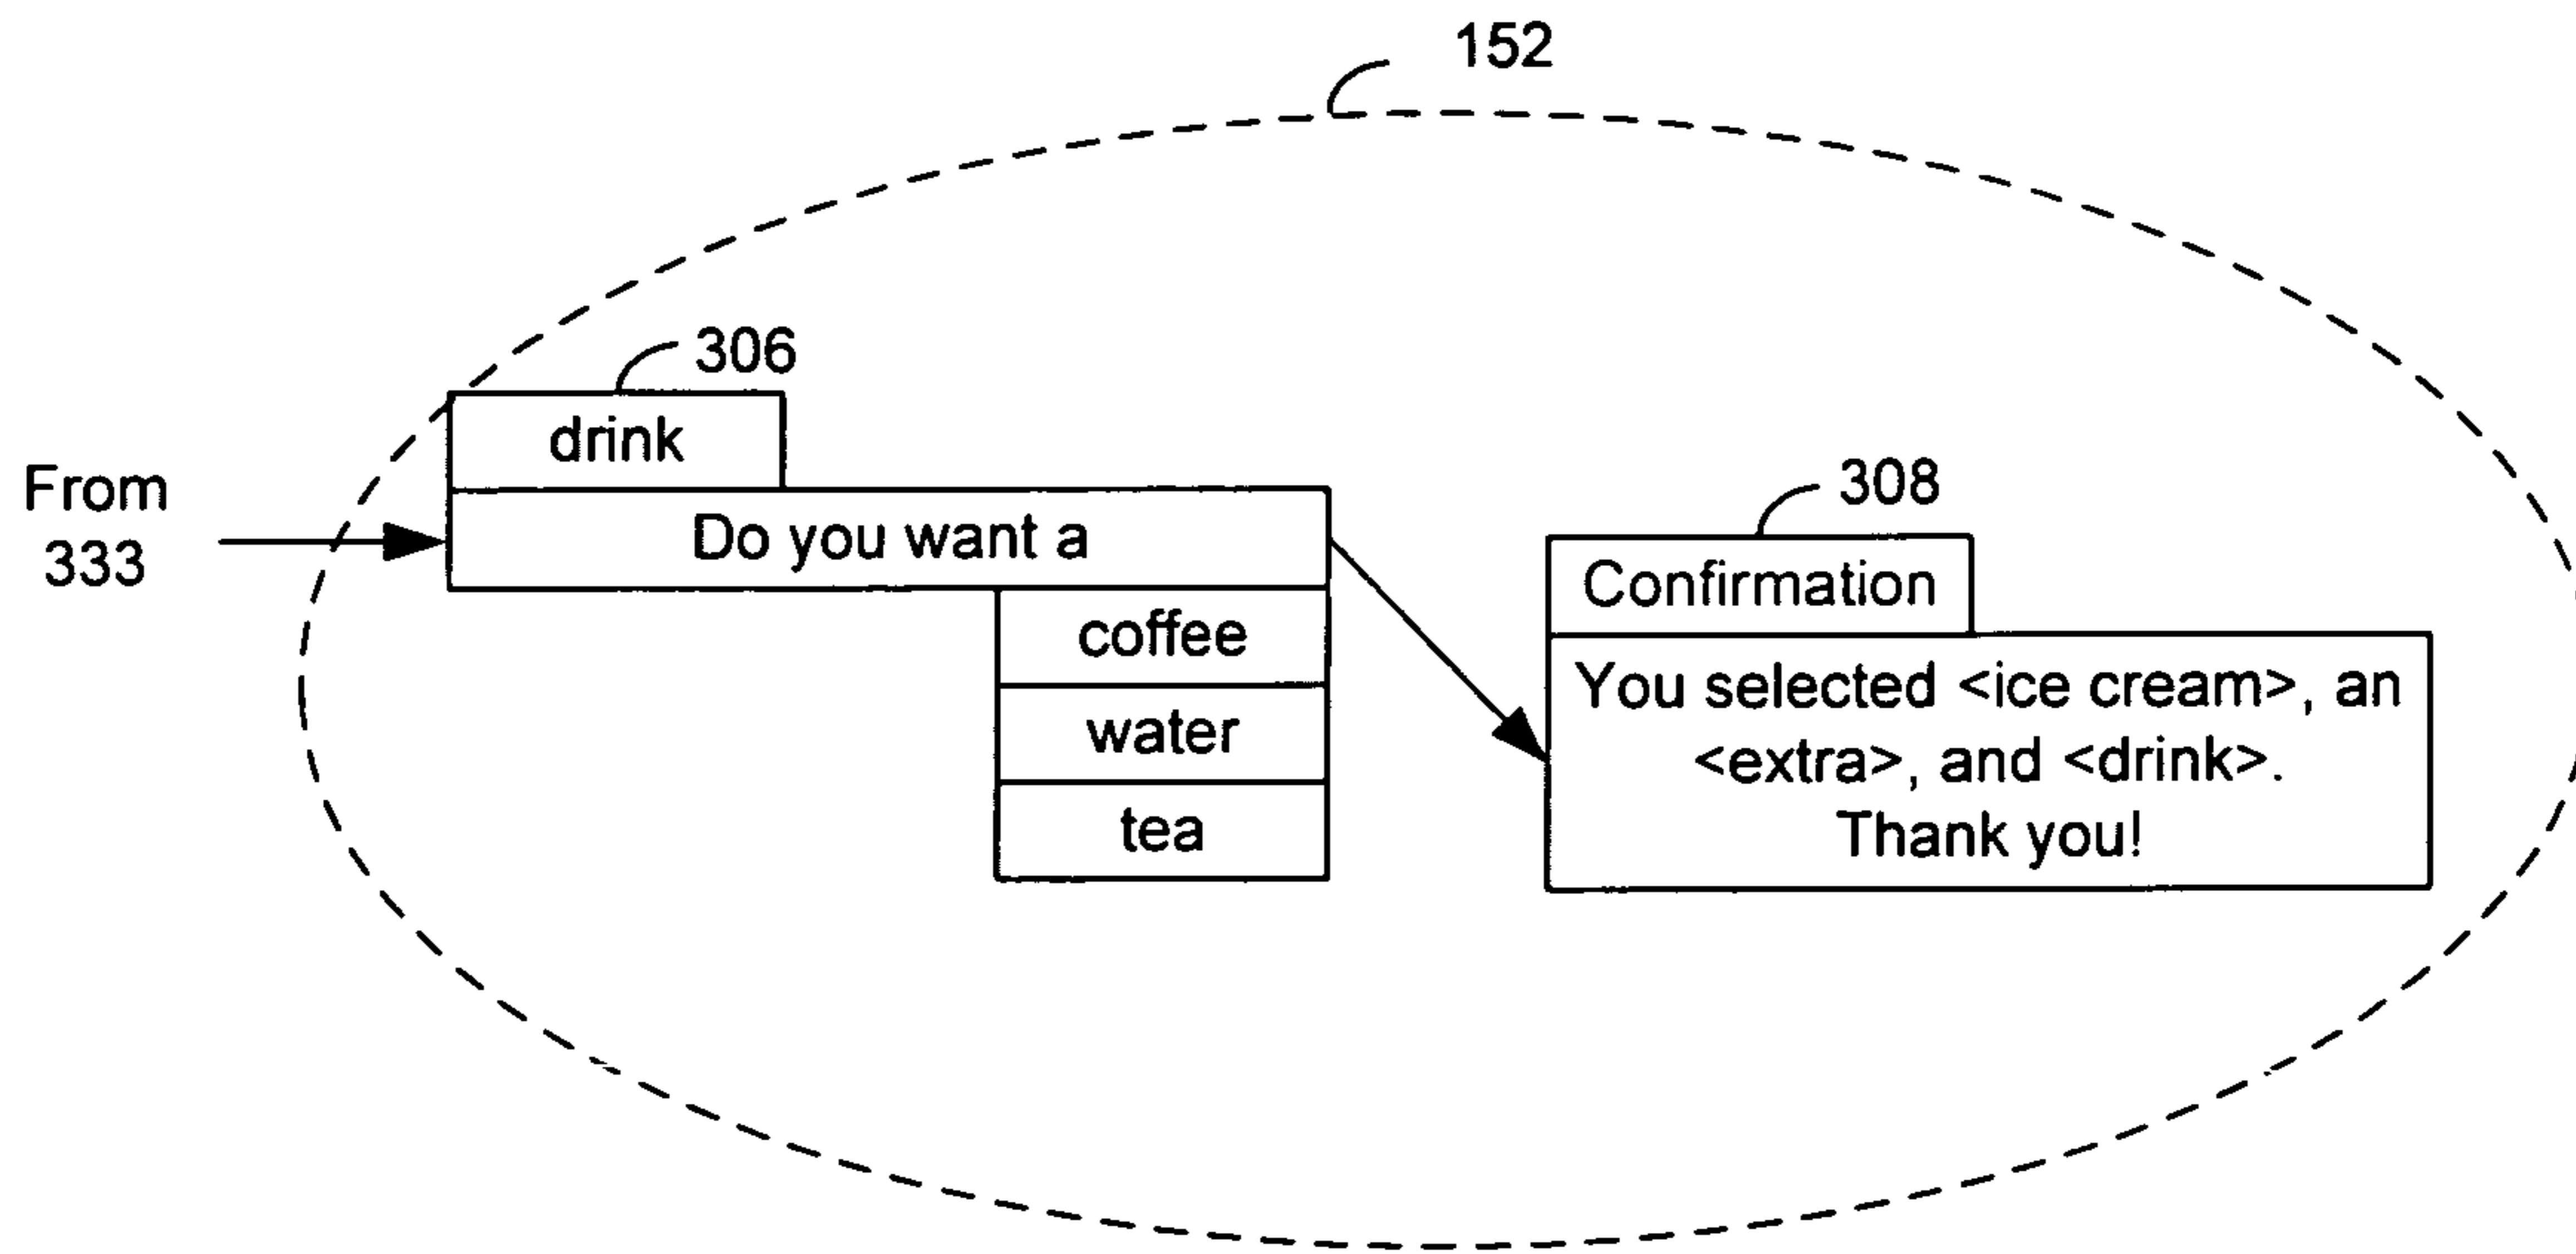 152
306
drink
From
333
Do you want a
coffee
water
tea
308
Confirmation
You selected <ice cream>, an
<extra>, and <drink>.
Thank you!